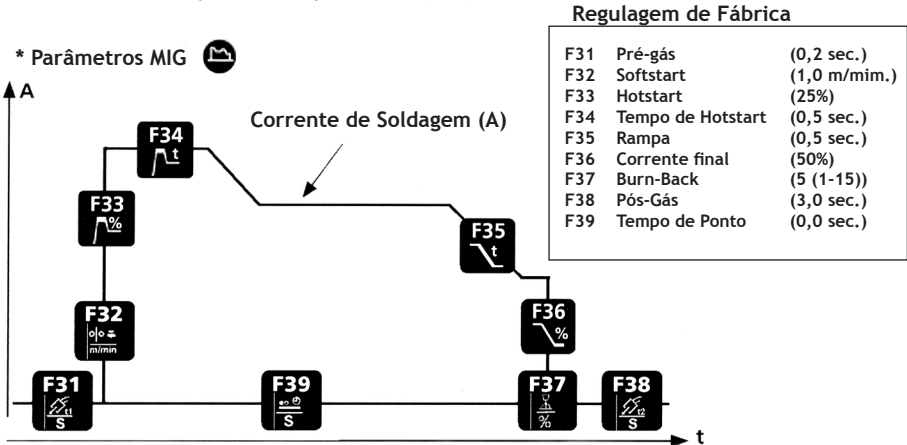 Regulagem de Fábrica
* Parâmetros MIG
F31 Pré-gás (0,2 sec.)
F32 Softstart (1,0 m/mim.)
F33 Hotstart (25%)
F34 Tempo de Hotstart (0,5 sec.)
F35 Rampa (0,5 sec.)
F36 Corrente final (50%)
F37 Burn-Back (5 (1-15))
F38 Pós-Gás (3,0 sec.)
F39 Tempo de Ponto (0,0 sec.)
A
Corrente de Soldagem (A)
F34
t
F33
%
F35
t
F32
m/min
F36
%
F31
t1
S
F39
S
F37
%
F38
t2
S
t